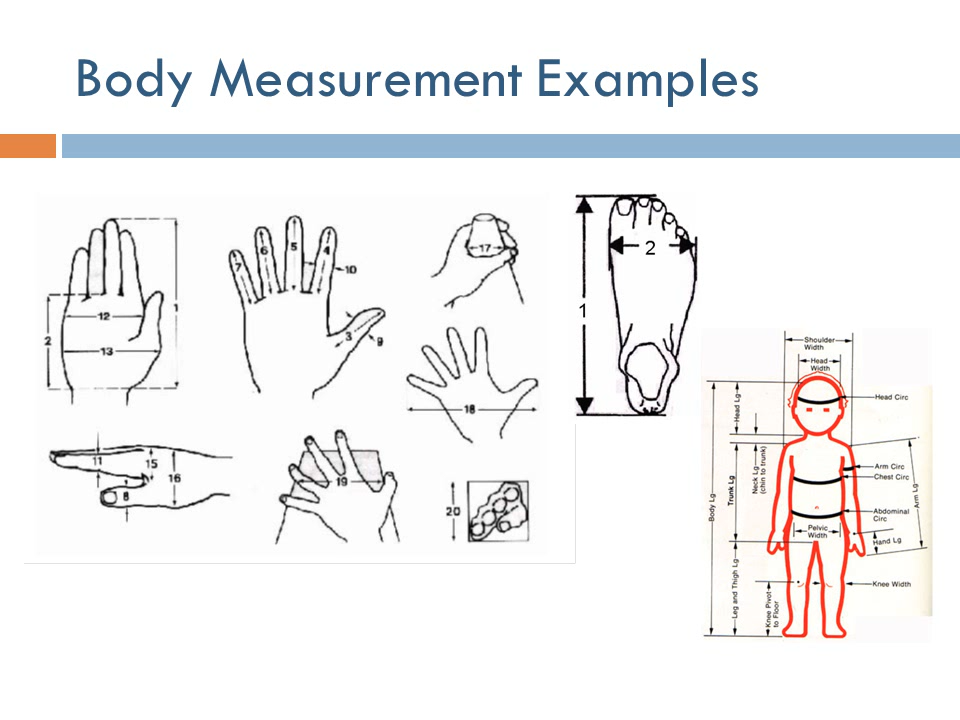 Body Measurement Examples
1
2
12
13
7
6
5
4
10
3
9
17
18
11
15
16
8
19
20
1
2
Shoulder
Width
Head
Width
Head Circ
Head Lg
Neck Lg
(chin to trunk)
Arm Circ
Chest Circ
Arm Lg
Trunk Lg
Body Lg
Abdominal
Circ
Pelvic
Width
Hand Lg
Leg and Thigh Lg
Knee Width
Knee Pivot
to Floor